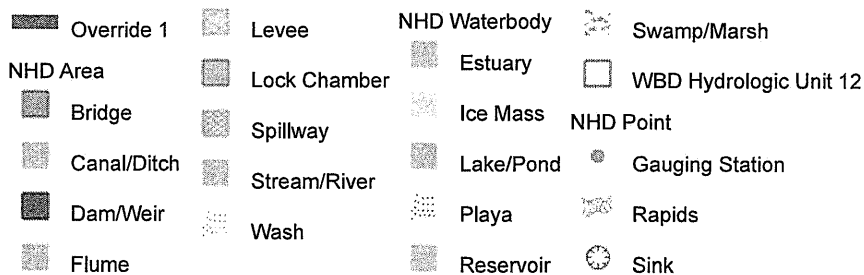 Override 1
NHD Area
Bridge
Canal/Ditch
Dam/Weir
Flume
Levee
Lock Chamber
Spillway
Stream/River
Wash
NHD Waterbody
Estuary
Ice Mass
Lake/Pond
Playa
Reservoir
Swamp/Marsh
WBD Hydrologic Unit 12
NHD Point
Gauging Station
Rapids
Sink